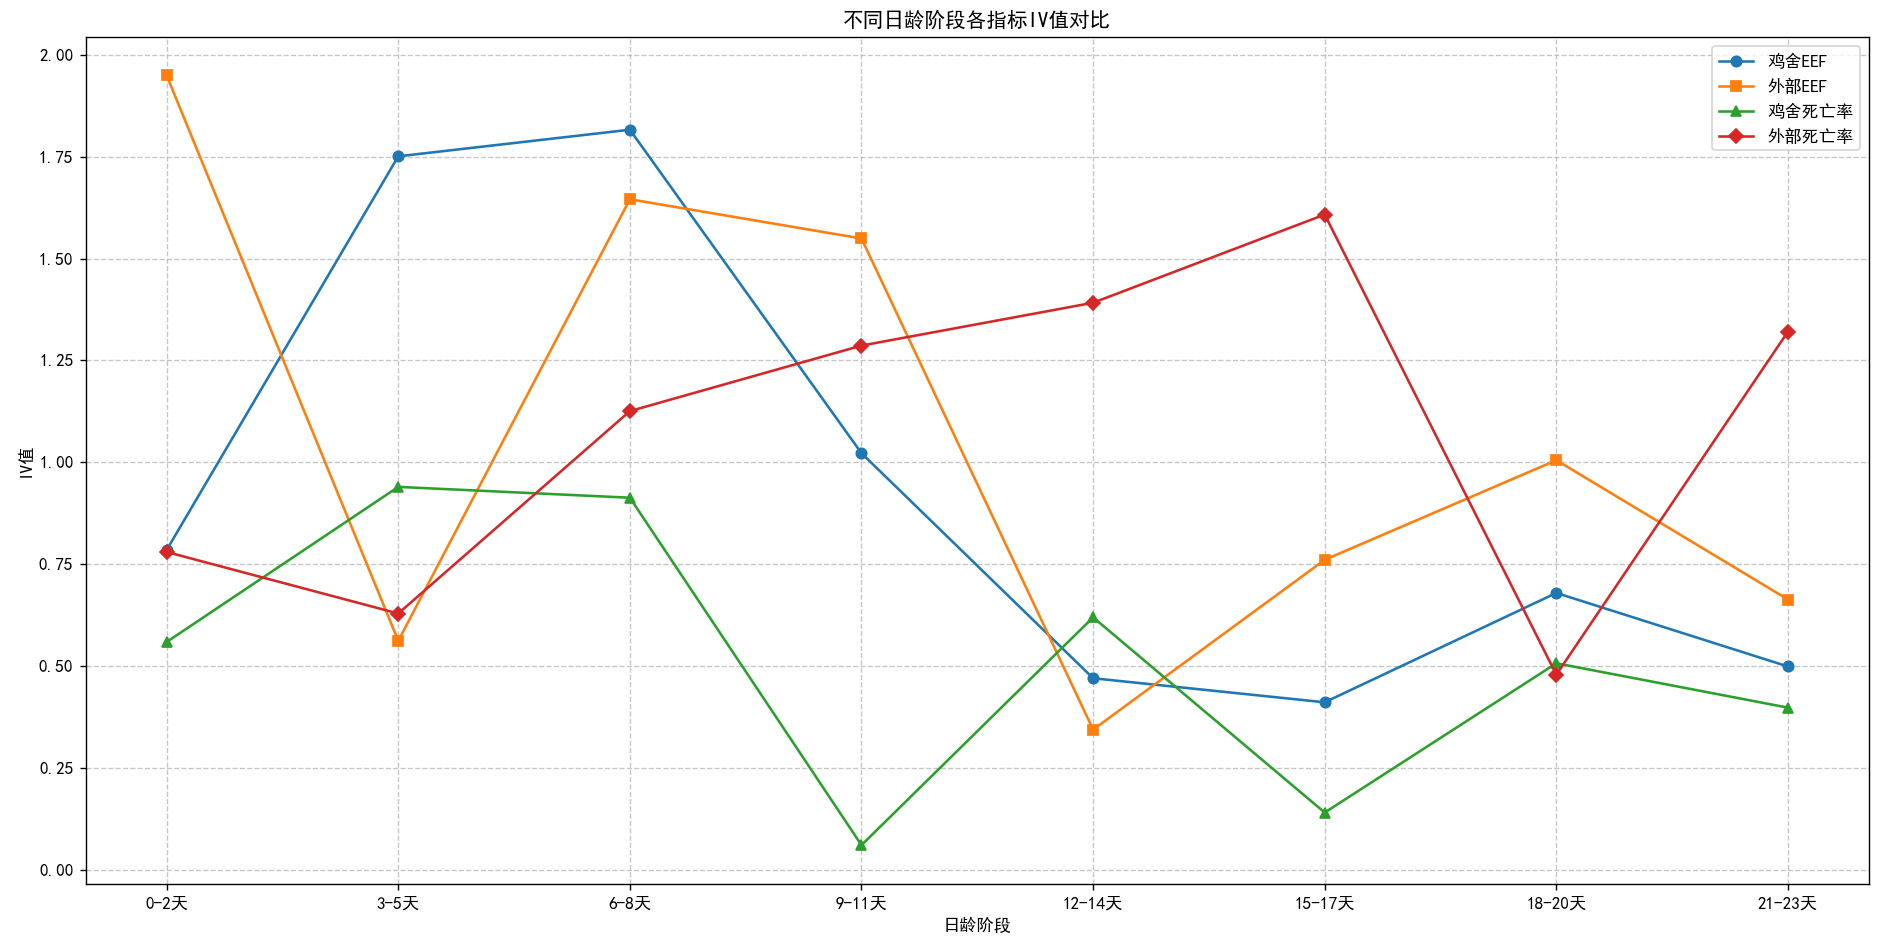 不同日龄阶段各指标IV值对比
2.00
1.75
1.50
1.25
1.00
0.75
0.50
0.25
0.00
IV值
鸡舍EEF
外部EEF
鸡舍死亡率
外部死亡率
0-2天
3-5天
6-8天
9-11天
12-14天
15-17天
18-20天
21-23天
日龄阶段